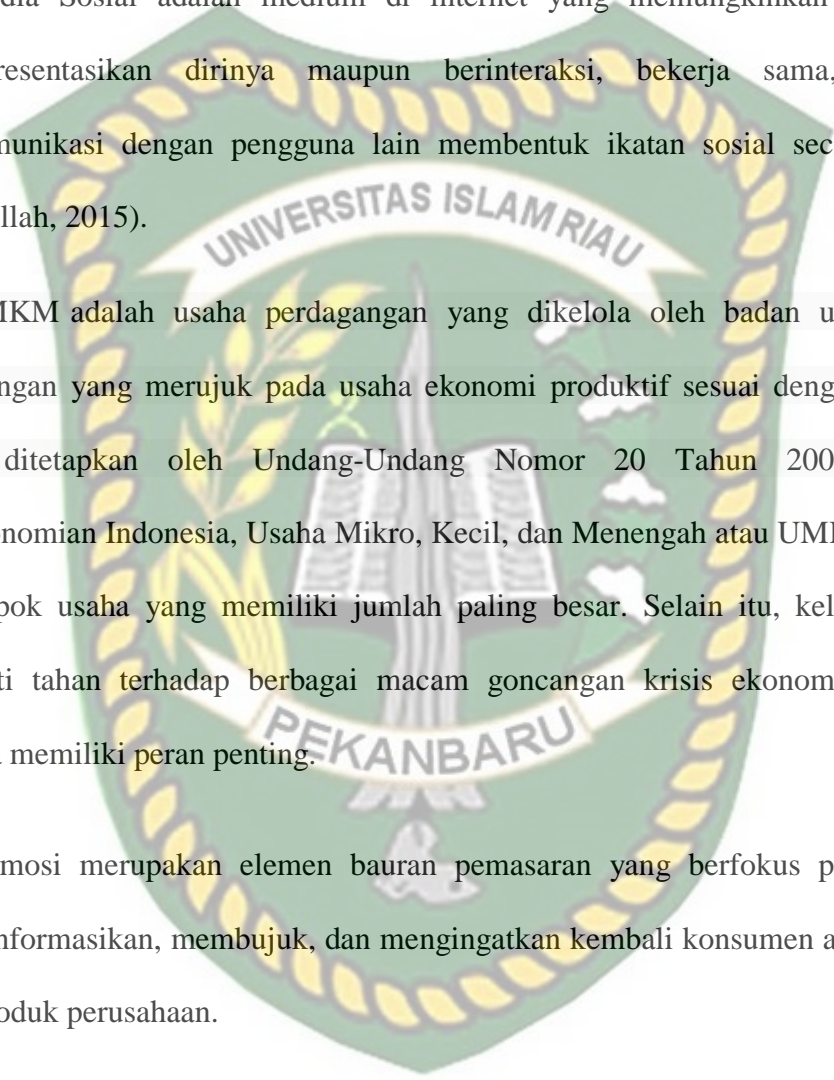 dia Sosial adalah medium di internet yang memungkinkan
resentasikan dirinya maupun berinteraksi, bekerja sama,
munikasi dengan pengguna lain membentuk ikatan sosial sec
llah, 2015).
UNIVERSITAS ISLAM RIAU
MKM adalah usaha perdagangan yang dikelola oleh badan u
ngan yang merujuk pada usaha ekonomi produktif sesuai deng
ditetapkan oleh Undang-Undang Nomor 20 Tahun 200
onomian Indonesia, Usaha Mikro, Kecil, dan Menengah atau UMK
pok usaha yang memiliki jumlah paling besar. Selain itu, kel
ti tahan terhadap berbagai macam goncangan krisis ekonom
memiliki peran penting.
PEKANBARU
mosi merupakan elemen bauran pemasaran yang berfokus p
nformasikan, membujuk, dan mengingatkan kembali konsumen a
oduk perusahaan.